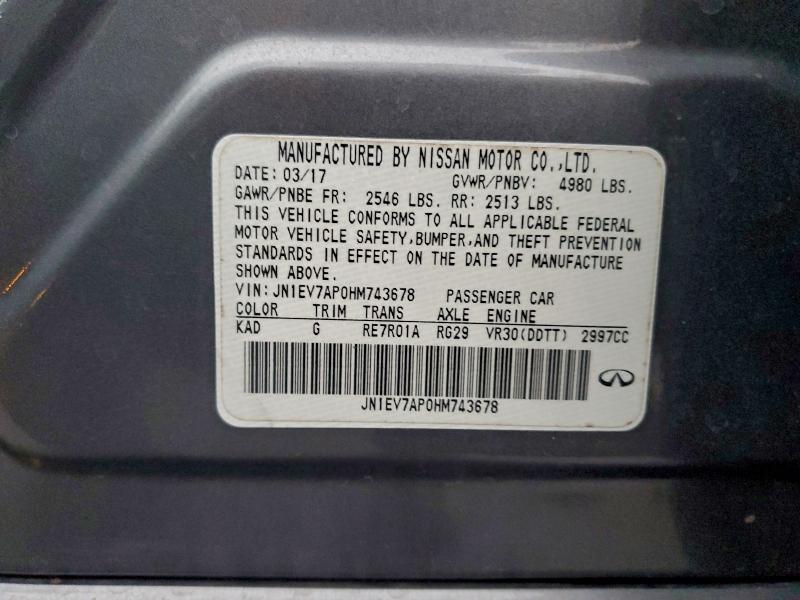 MANUFACTURED BY NISSAN MOTOR CO.,LTD.
DATE: 03/17 GVWR/PNBV: 4980 LBS.
GAWR/PNBE FR: 2546 LBS. RR: 2513 LBS.
THIS VEHICLE CONFORMS TO ALL APPLICABLE FEDERAL
MOTOR VEHICLE SAFETY,BUMPER,AND THEFT PREVENTION
STANDARDS IN EFFECT ON THE DATE OF MANUFACTURE
SHOWN ABOVE.
VIN:JN1EV7AP0HM743678 PASSENGER CAR
COLOR TRIM TRANS AXLE ENGINE
KAD G RE7R01A RG29 VR30(DDTT) 2997CC
JN1EV7AP0HM743678